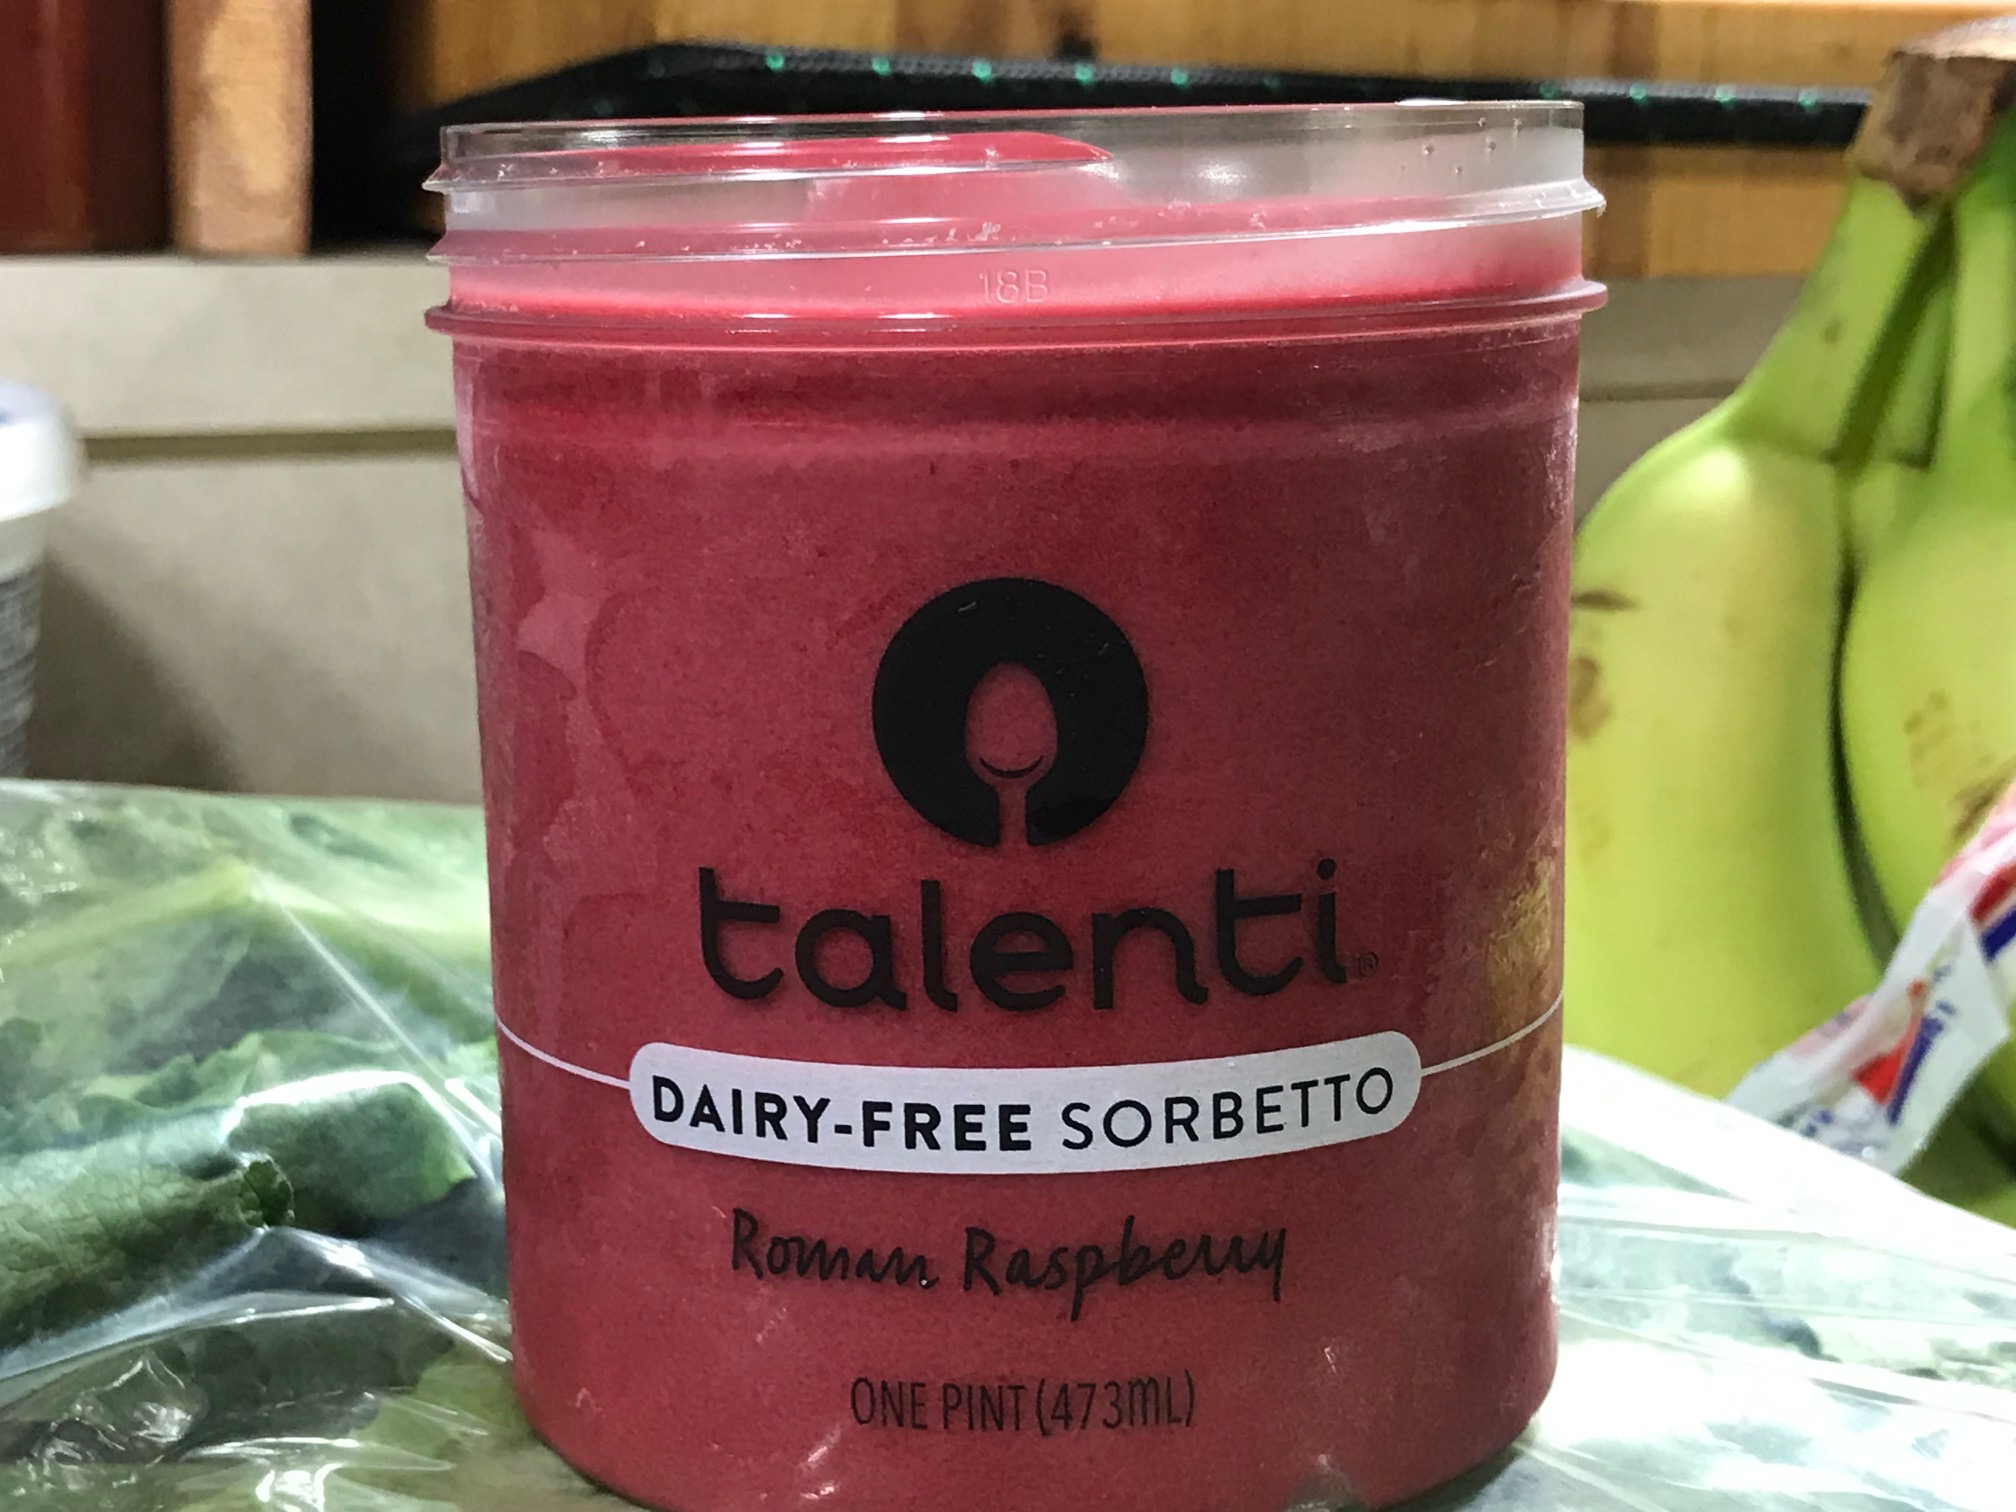 18B
talenti®
DAIRY-FREE SORBETTO
Roman Raspberry
ONE PINT (473mL)